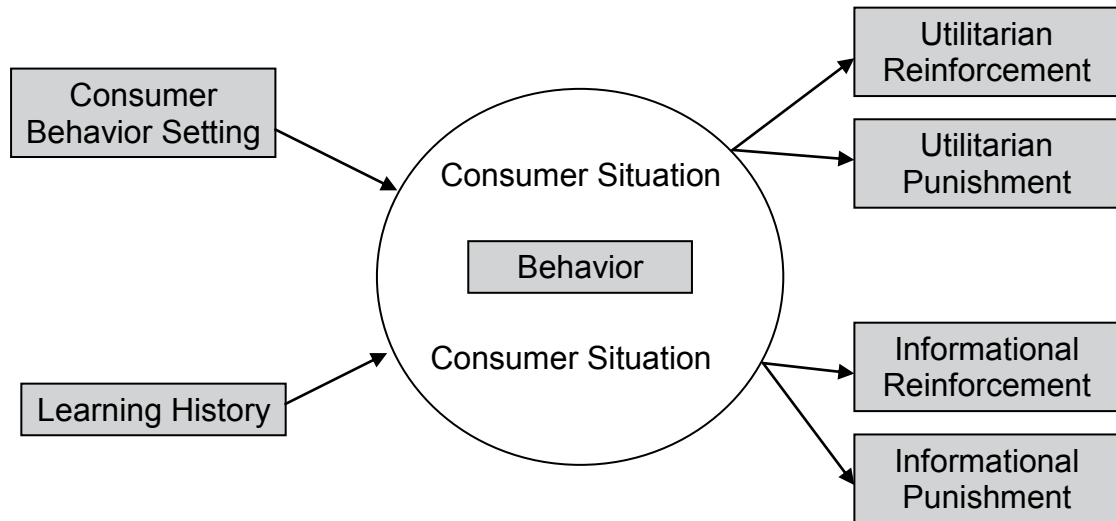 Consumer
Behavior Setting
Learning History
Consumer Situation
Behavior
Consumer Situation
Utilitarian
Reinforcement
Utilitarian
Punishment
Informational
Reinforcement
Informational
Punishment